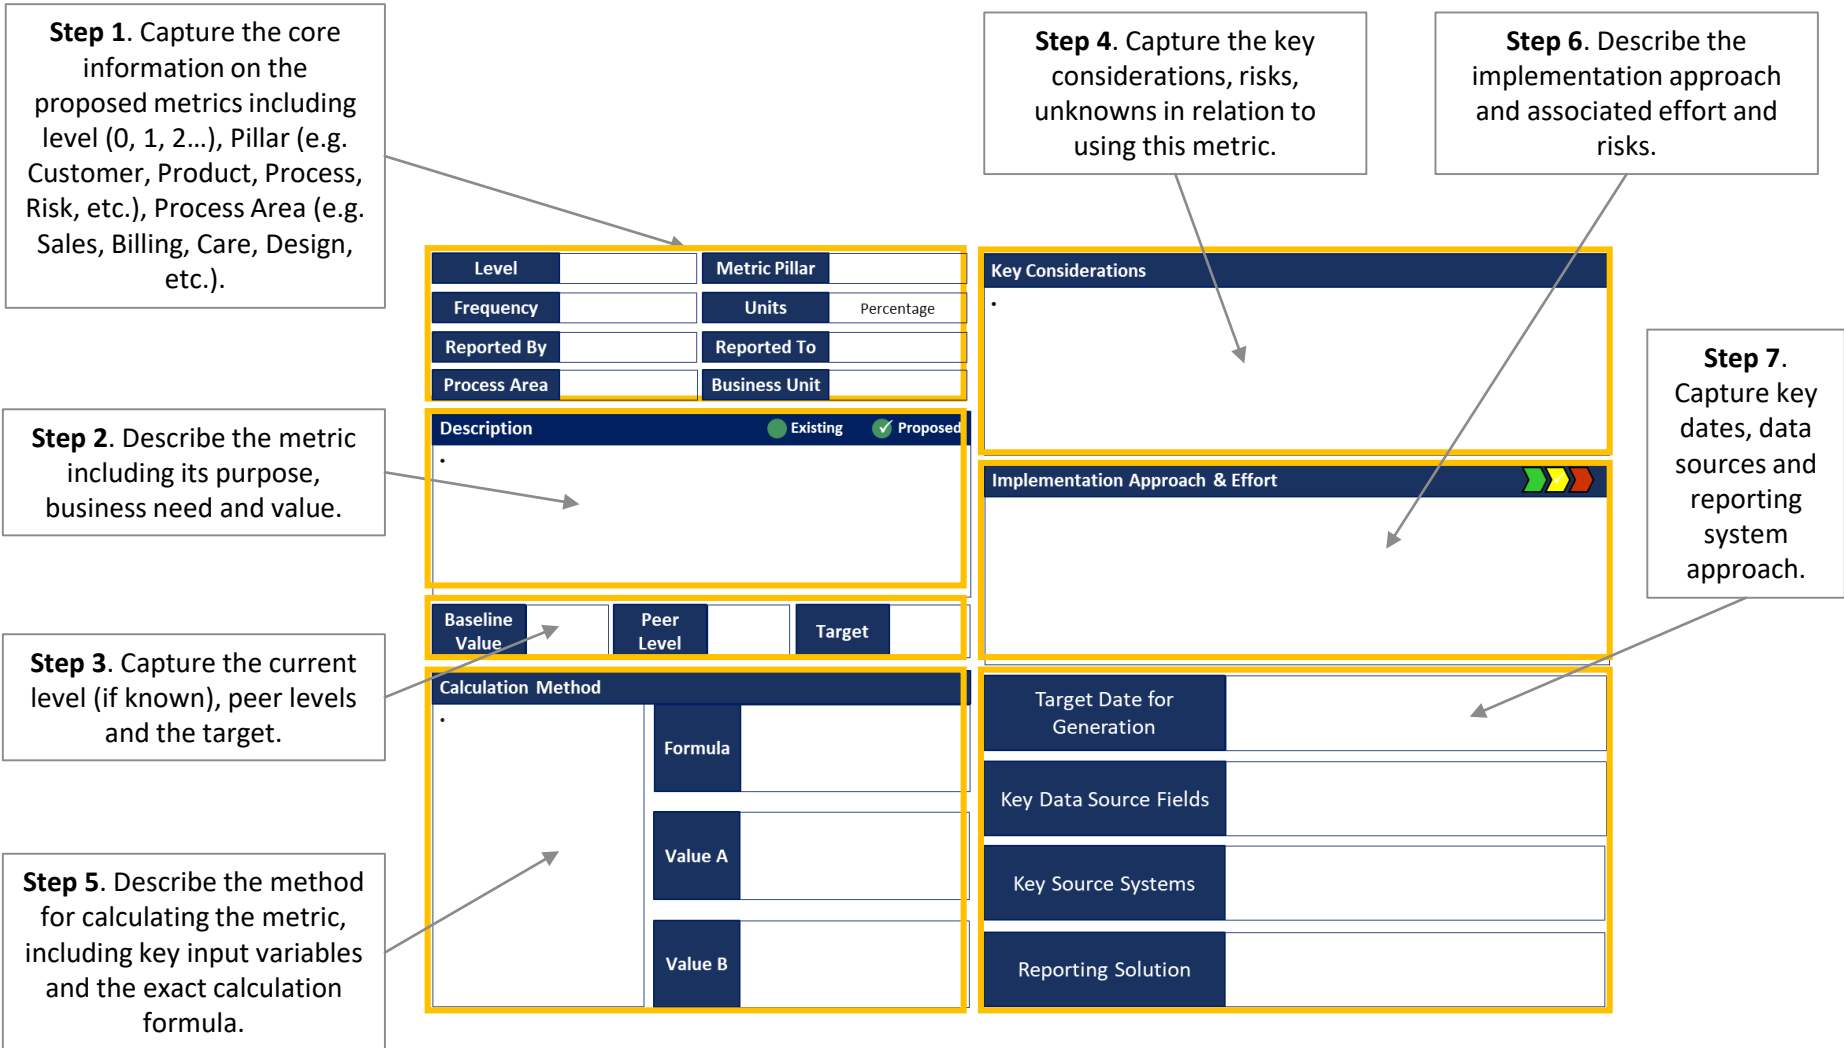 Step 1. Capture the core
information on the
proposed metrics including
level (0, 1, 2…), Pillar (e.g.
Customer, Product, Process,
Risk, etc.), Process Area (e.g.
Sales, Billing, Care, Design,
etc.).
Step 2. Describe the metric
including its purpose,
business need and value.
Step 3. Capture the current
level (if known), peer levels
and the target.
Step 5. Describe the method
for calculating the metric,
including key input variables
and the exact calculation
formula.
Step 4. Capture the key
considerations, risks,
unknowns in relation to
using this metric.
Step 6. Describe the
implementation approach
and associated effort and
risks.
Step 7.
Capture key
dates, data
sources and
reporting
system
approach.
Level
Metric Pillar
Frequency
Units
Percentage
Reported By
Reported To
Process Area
Business Unit
Description
Existing
Proposed
•
Baseline
Value
Peer
Level
Target
Calculation Method
•
Formula
Value A
Value B
Key Considerations
•
Implementation Approach & Effort
Target Date for
Generation
Key Data Source Fields
Key Source Systems
Reporting Solution